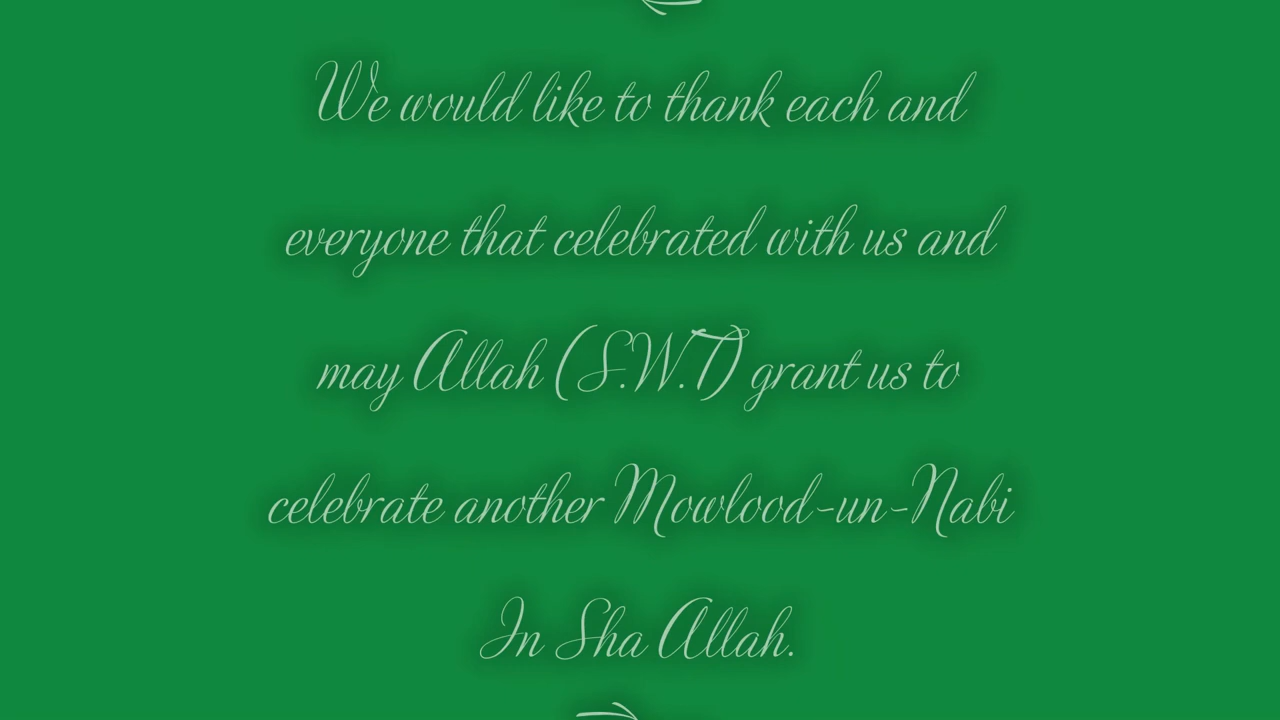 We would like to thank each and
everyone that celebrated with us and
may Allah (S.W.T) grant us to
celebrate another Mowlood-un-Nabi
In Sha Allah.